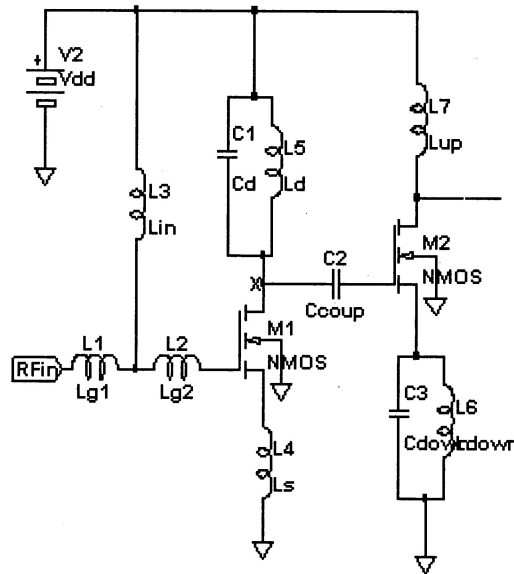 +
V2
Vdd
L3
Lin
C1
Cd
L5
Ld
L7
Lup
C2
Ccoup
M2
NMOS
X
M1
NMOS
RFin
L1
Lg1
L2
Lg2
L4
Ls
C3
L6